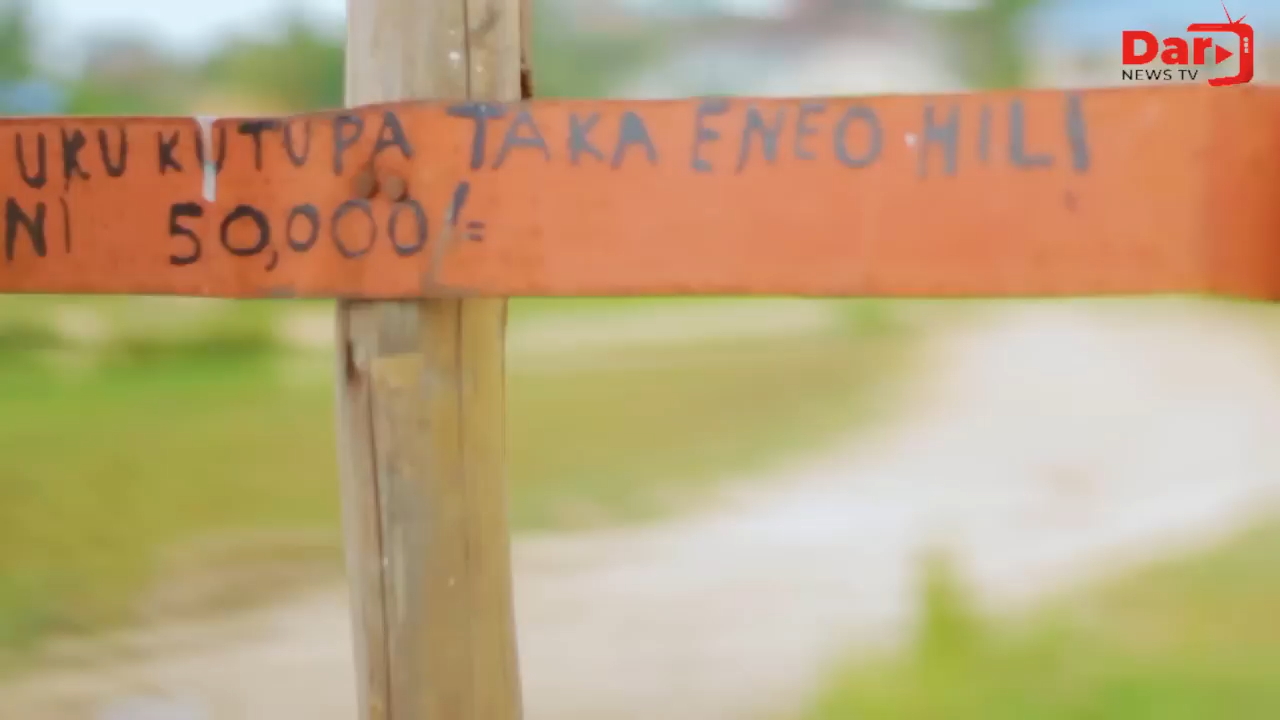 UKU KUTUPA TAKA ENEO HILI
NI 50,000/=
Dar
NEWS TV